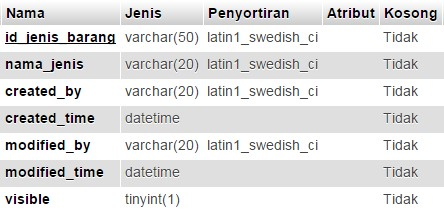 Nama Jenis Penyortiran Atribut Kosong
id_jenis_barang varchar(50) latin1_swedish_ci Tidak
nama_jenis varchar(20) latin1_swedish_ci Tidak
created_by varchar(20) latin1_swedish_ci Tidak
created_time datetime Tidak
modified_by varchar(20) latin1_swedish_ci Tidak
modified_time datetime Tidak
visible tinyint(1) Tidak